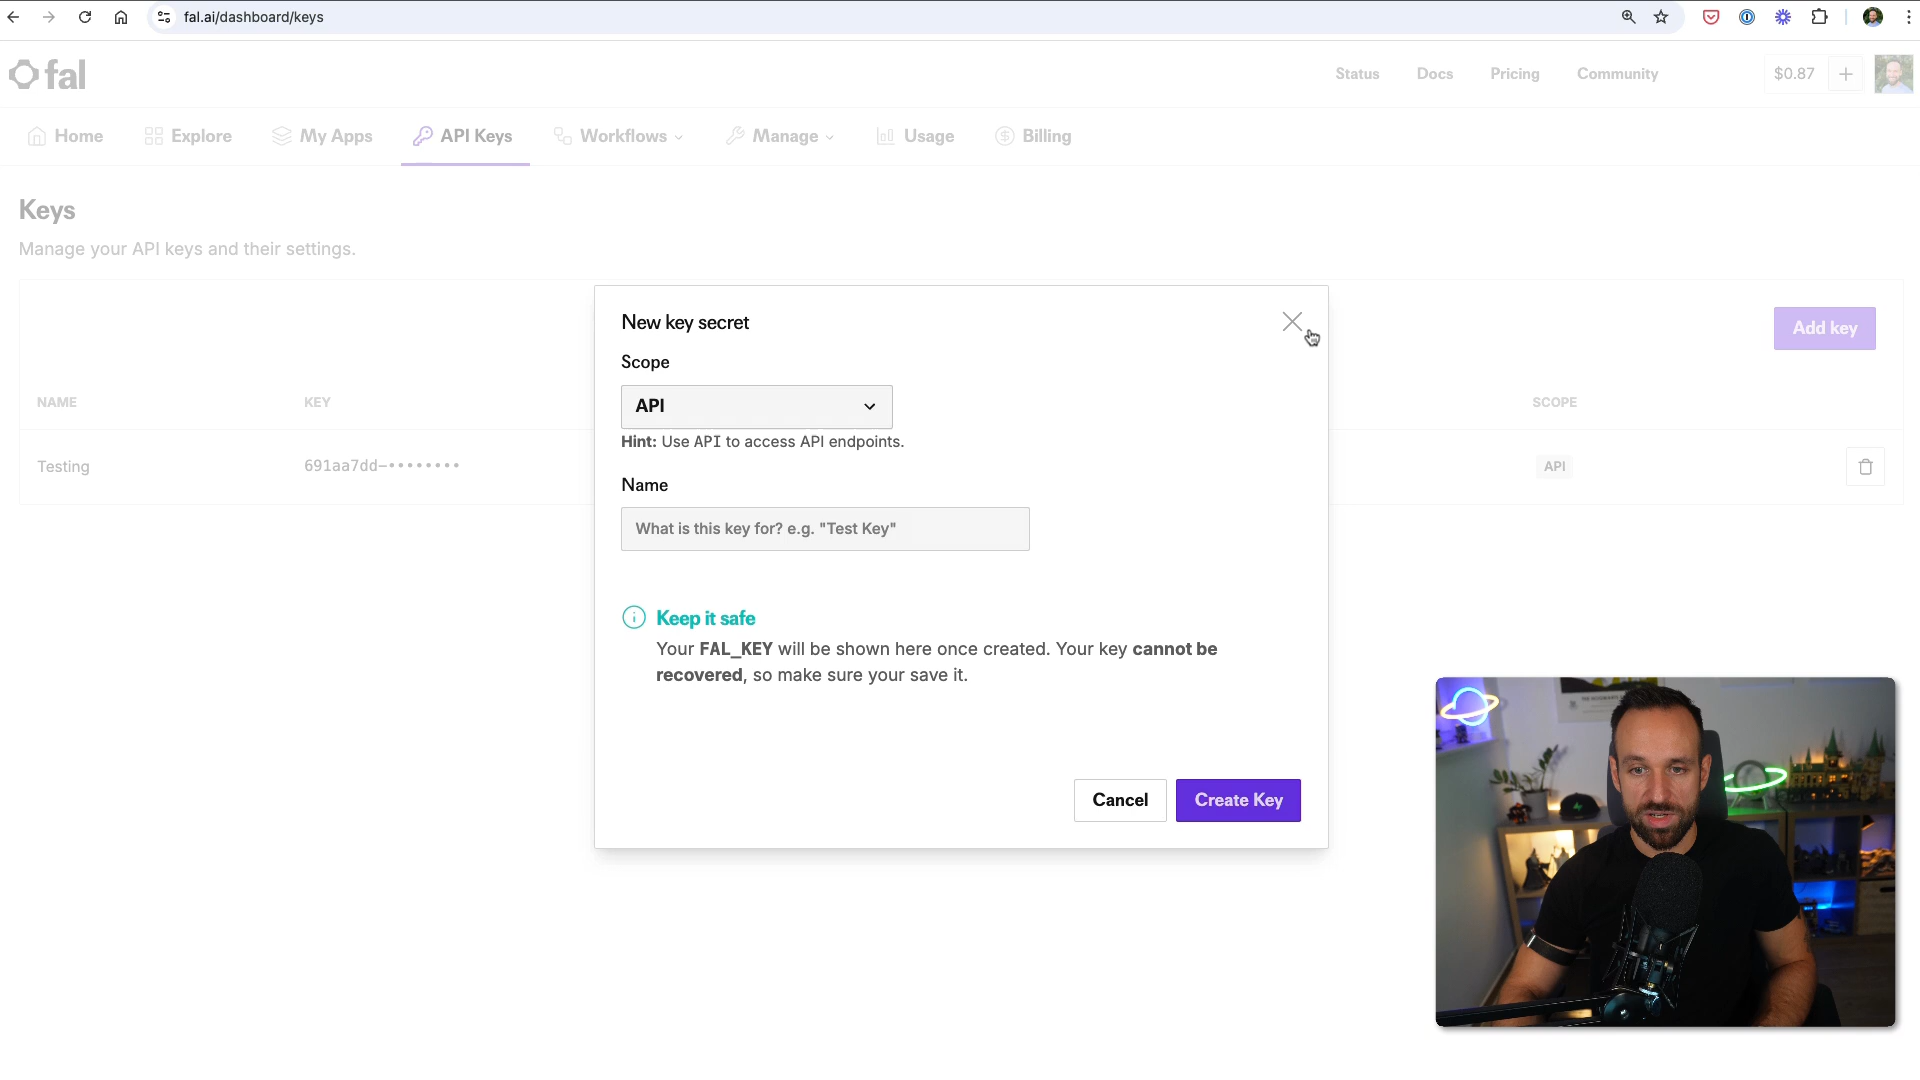 fal.ai/dashboard/keys
fal
Status Docs Pricing Community $0.87
Home Explore My Apps API Keys Workflows Manage Usage Billing
Keys
Manage your API keys and their settings.
Add key
NAME KEY SCOPE
Testing 691aa7dd-•••••••• API
New key secret
Scope
API
Hint: Use API to access API endpoints.
Name
What is this key for? e.g. "Test Key"
Keep it safe
Your FAL_KEY will be shown here once created. Your key cannot be
recovered, so make sure your save it.
Cancel Create Key